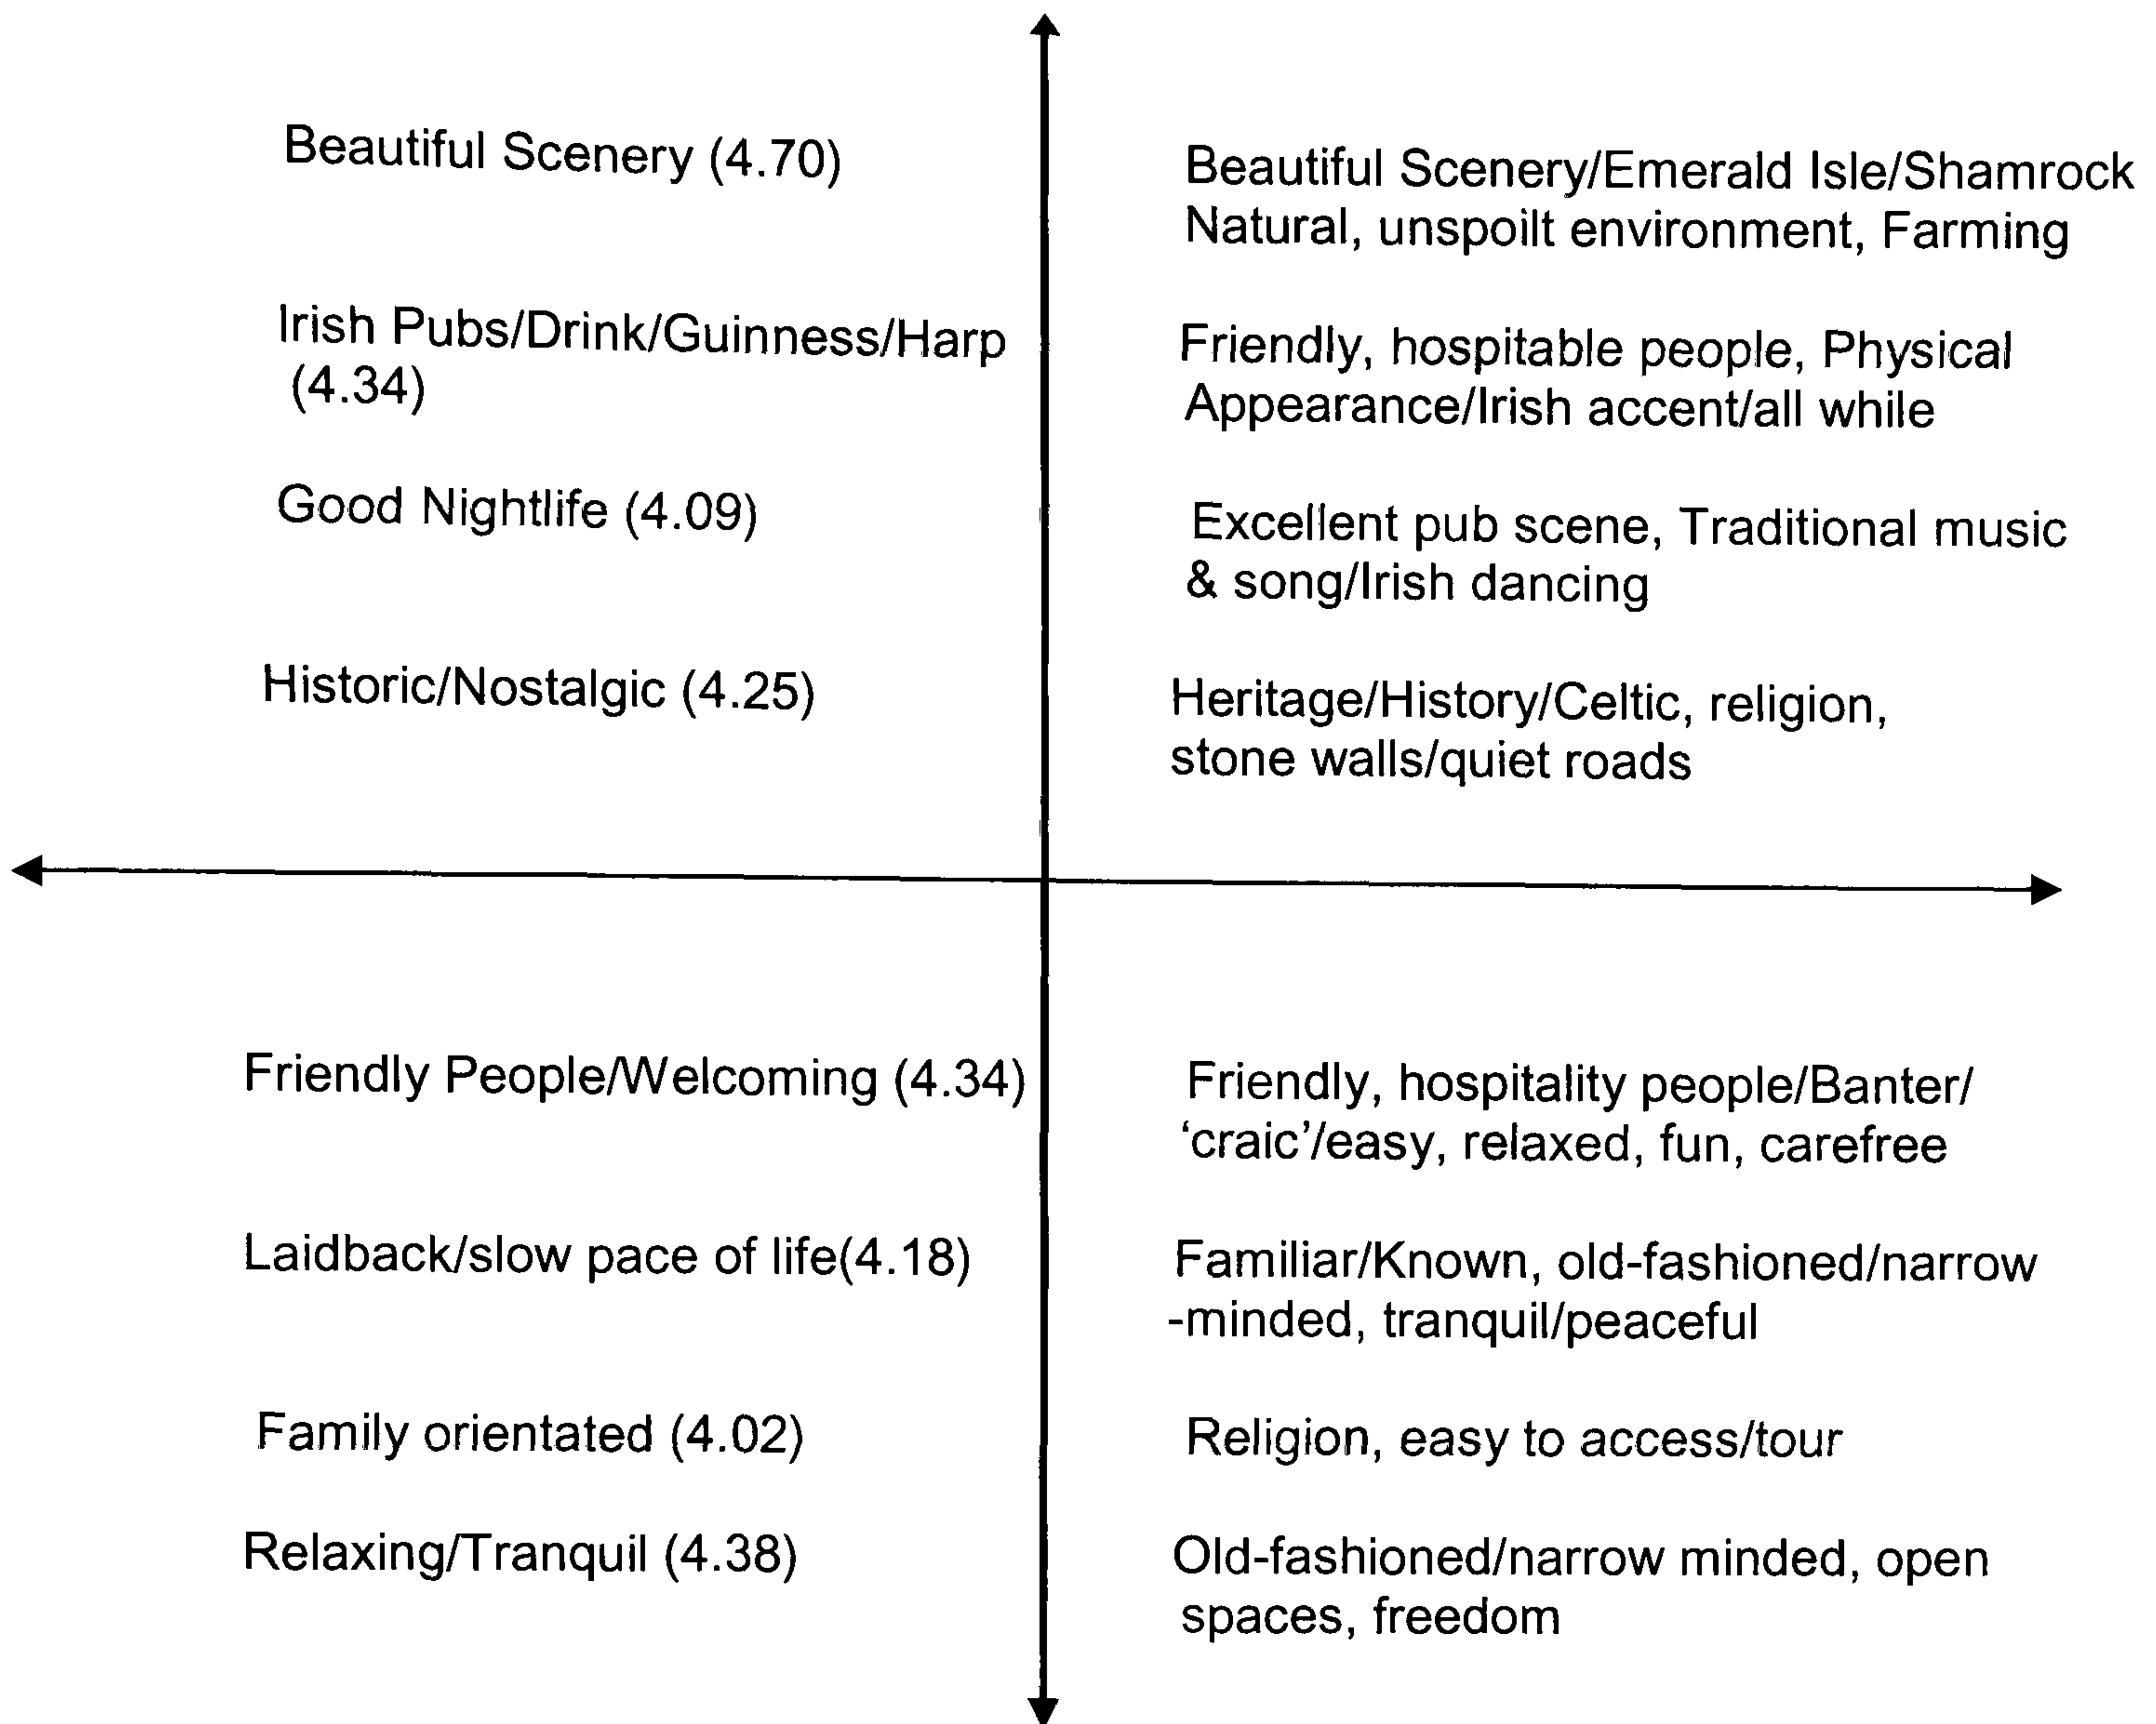 Beautiful Scenery (4.70)
Irish Pubs/Drink/Guinness/Harp
(4.34)
Good Nightlife (4.09)
Historic/Nostalgic (4.25)
Beautiful Scenery/Emerald Isle/Shamrock
Natural, unspoilt environment, Farming
Friendly, hospitable people, Physical
Appearance/Irish accent/all while
Excellent pub scene, Traditional music
& song/Irish dancing
Heritage/History/Celtic, religion,
stone walls/quiet roads
Friendly People/Welcoming (4.34)
Laidback/slow pace of life(4.18)
Family orientated (4.02)
Relaxing/Tranquil (4.38)
Friendly, hospitality people/Banter/
‘craic’/easy, relaxed, fun, carefree
Familiar/Known, old-fashioned/narrow
-minded, tranquil/peaceful
Religion, easy to access/tour
Old-fashioned/narrow minded, open
spaces, freedom